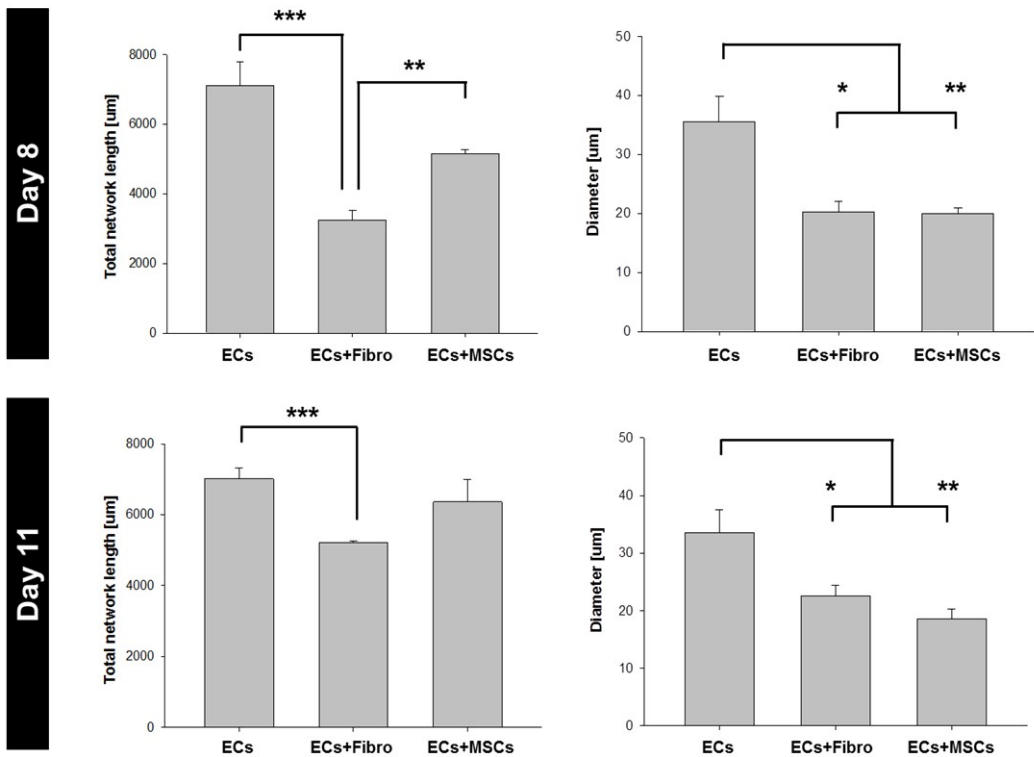 Day 8
Total network length [um]
8000
6000
4000
2000
0
***
**
ECs
ECs+Fibro
ECs+MSCs
Diameter [um]
50
40
30
20
10
0
*
**
ECs
ECs+Fibro
ECs+MSCs
Day 11
Total network length [um]
8000
6000
4000
2000
0
***
ECs
ECs+Fibro
ECs+MSCs
Diameter [um]
50
40
30
20
10
0
*
**
ECs
ECs+Fibro
ECs+MSCs